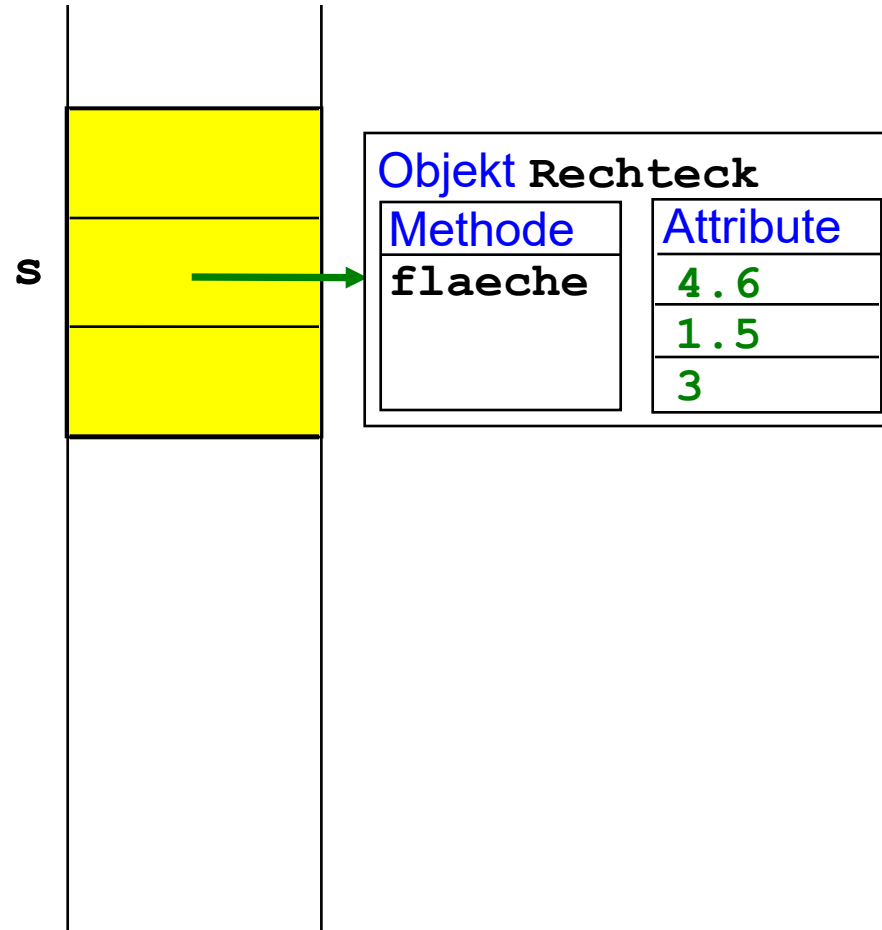 Objekt Rechteck
Methode
Attribute
s
flaeche
4.6
1.5
3